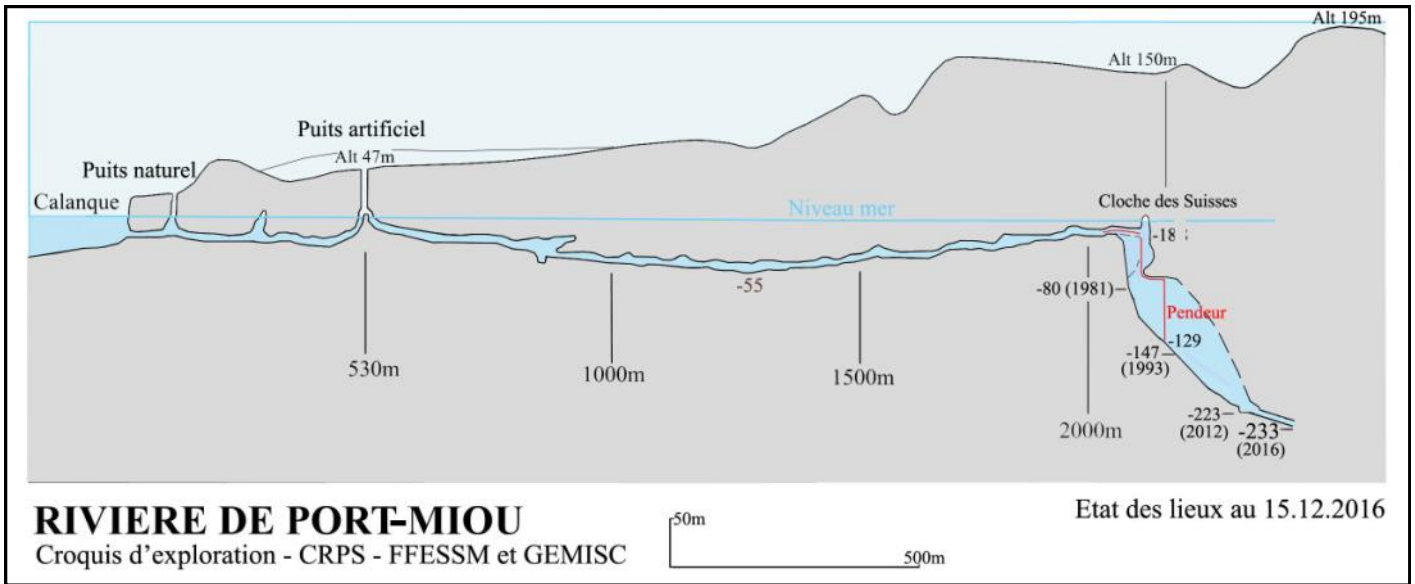 Alt 195m
Alt 150m
Puits artificiel
Alt 47m
Puits naturel
Calanque
Niveau mer
Cloche des Suisses
-18
-55
-80 (1981)
Pendeur
-129
-147
(1993)
530m
1000m
1500m
2000m
-223
(2012)
-233
(2016)
RIVIERE DE PORT-MIOU
Croquis d'exploration - CRPS - FFESSM et GEMISC
50m
500m
Etat des lieux au 15.12.2016